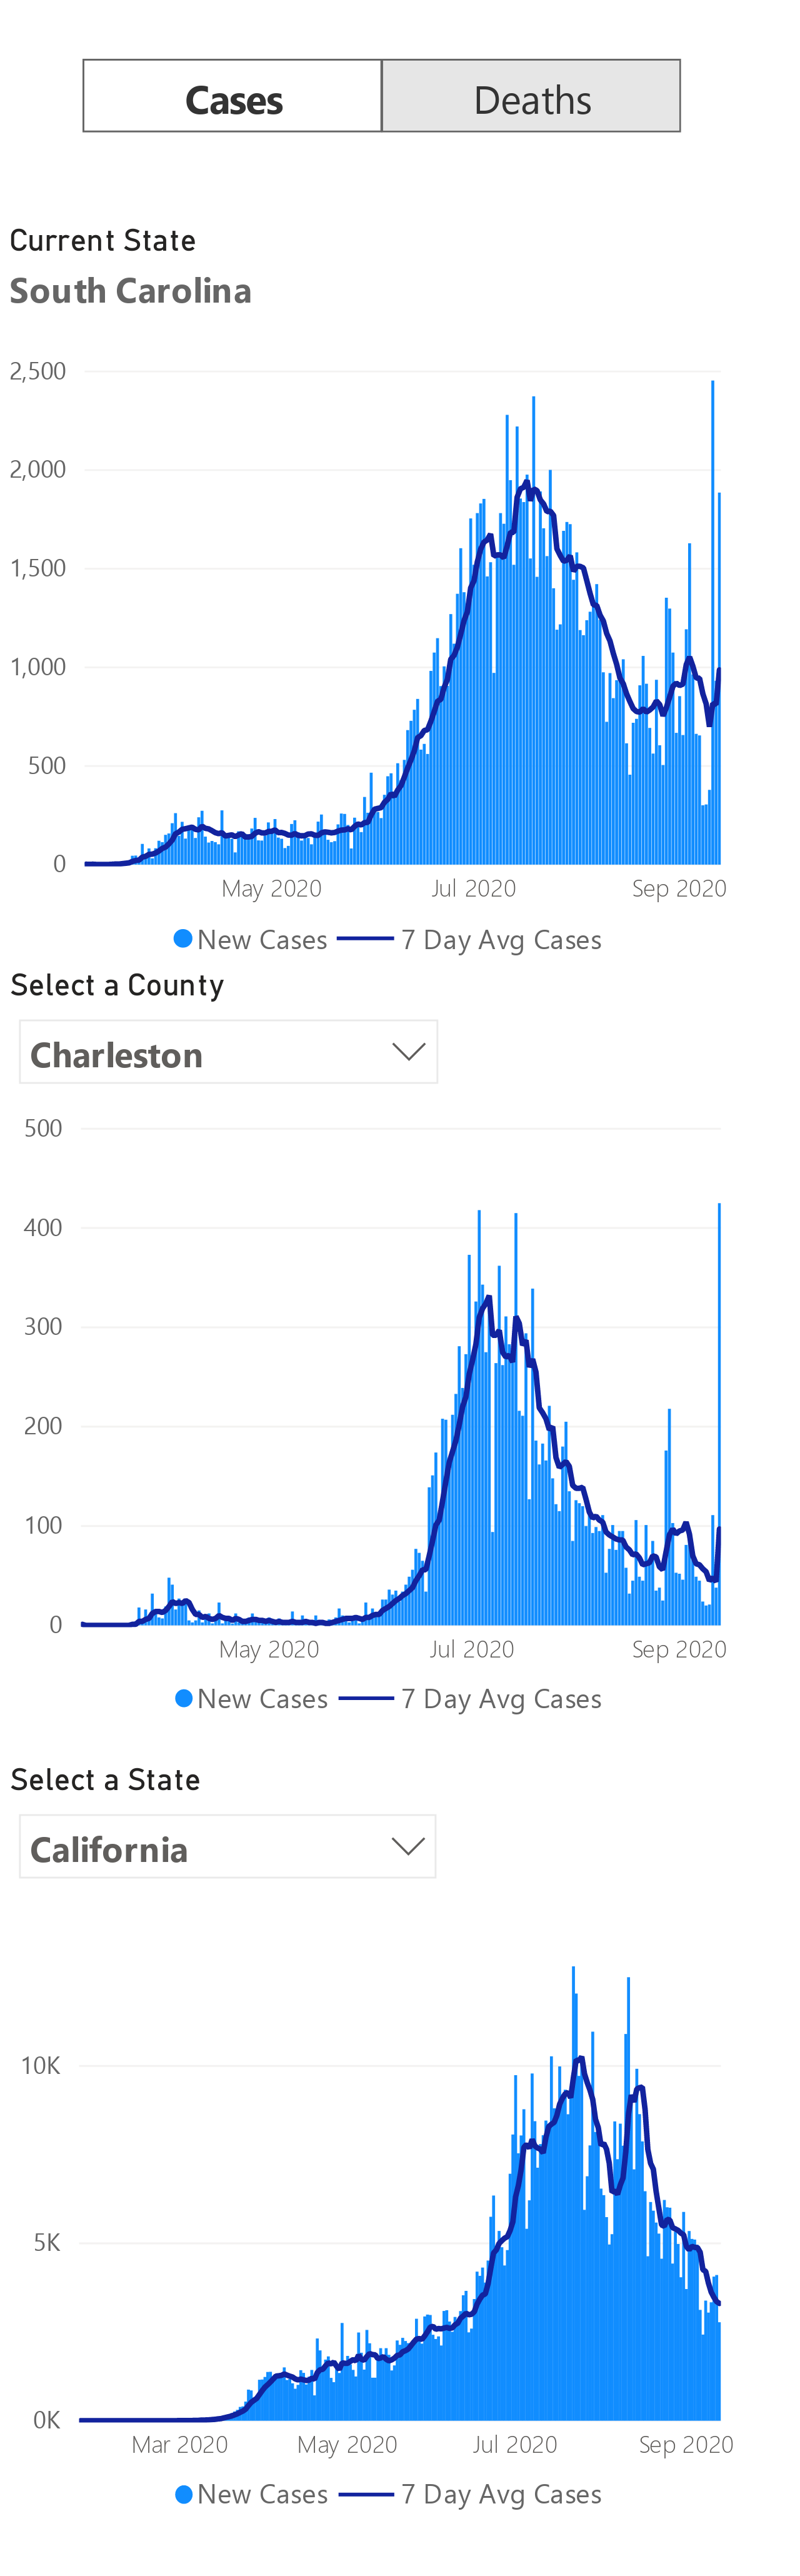 Cases Deaths
Current State
South Carolina
2,500
2,000
1,500
1,000
500
0
May 2020 Jul 2020 Sep 2020
New Cases 7 Day Avg Cases
Select a County
Charleston
500
400
300
200
100
0
May 2020 Jul 2020 Sep 2020
New Cases 7 Day Avg Cases
Select a State
California
10K
5K
0K
Mar 2020 May 2020 Jul 2020 Sep 2020
New Cases 7 Day Avg Cases